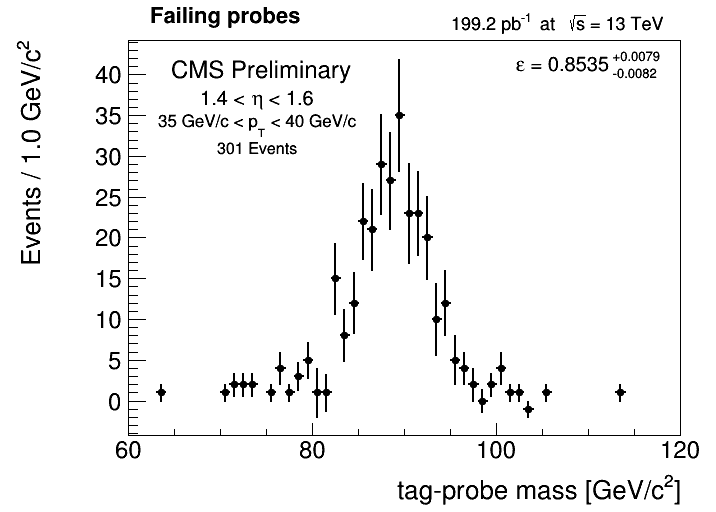 Failing probes
199.2 pb⁻¹ at √s = 13 TeV
CMS Preliminary
1.4 < η < 1.6
35 GeV/c < p_T < 40 GeV/c
301 Events
ε = 0.8535 +0.0079 -0.0082
Events / 1.0 GeV/c²
40
35
30
25
20
15
10
5
0
60 80 100 120
tag-probe mass [GeV/c²]